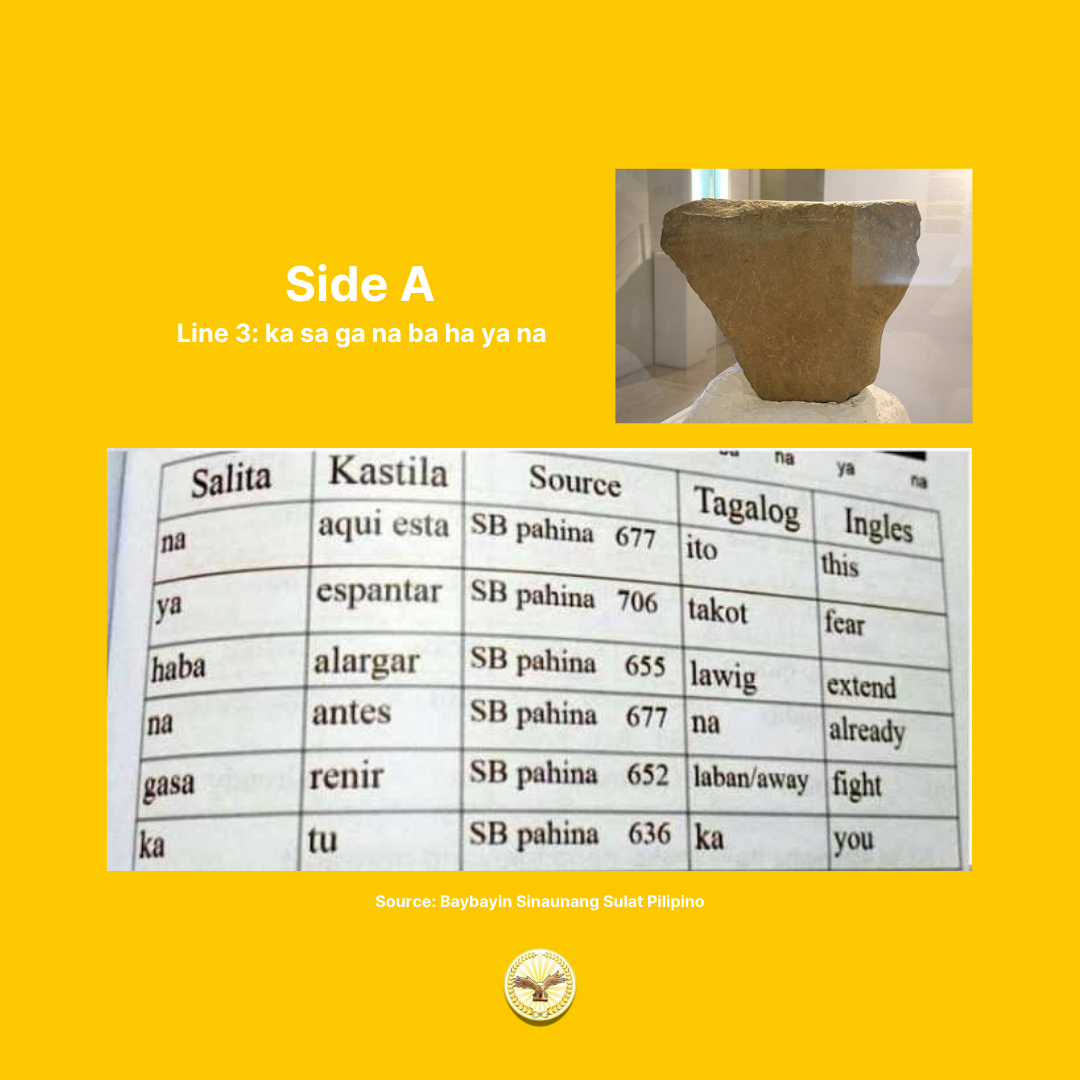 Side A
Line 3: ka sa ga na ba ha ya na
na ya na
Salita Kastila Source Tagalog Ingles
na aqui esta SB pahina 677 ito this
ya espantar SB pahina 706 takot fear
haba alargar SB pahina 655 lawig extend
na antes SB pahina 677 na already
gasa renir SB pahina 652 laban/away fight
ka tu SB pahina 636 ka you
Source: Baybayin Sinaunang Sulat Pilipino